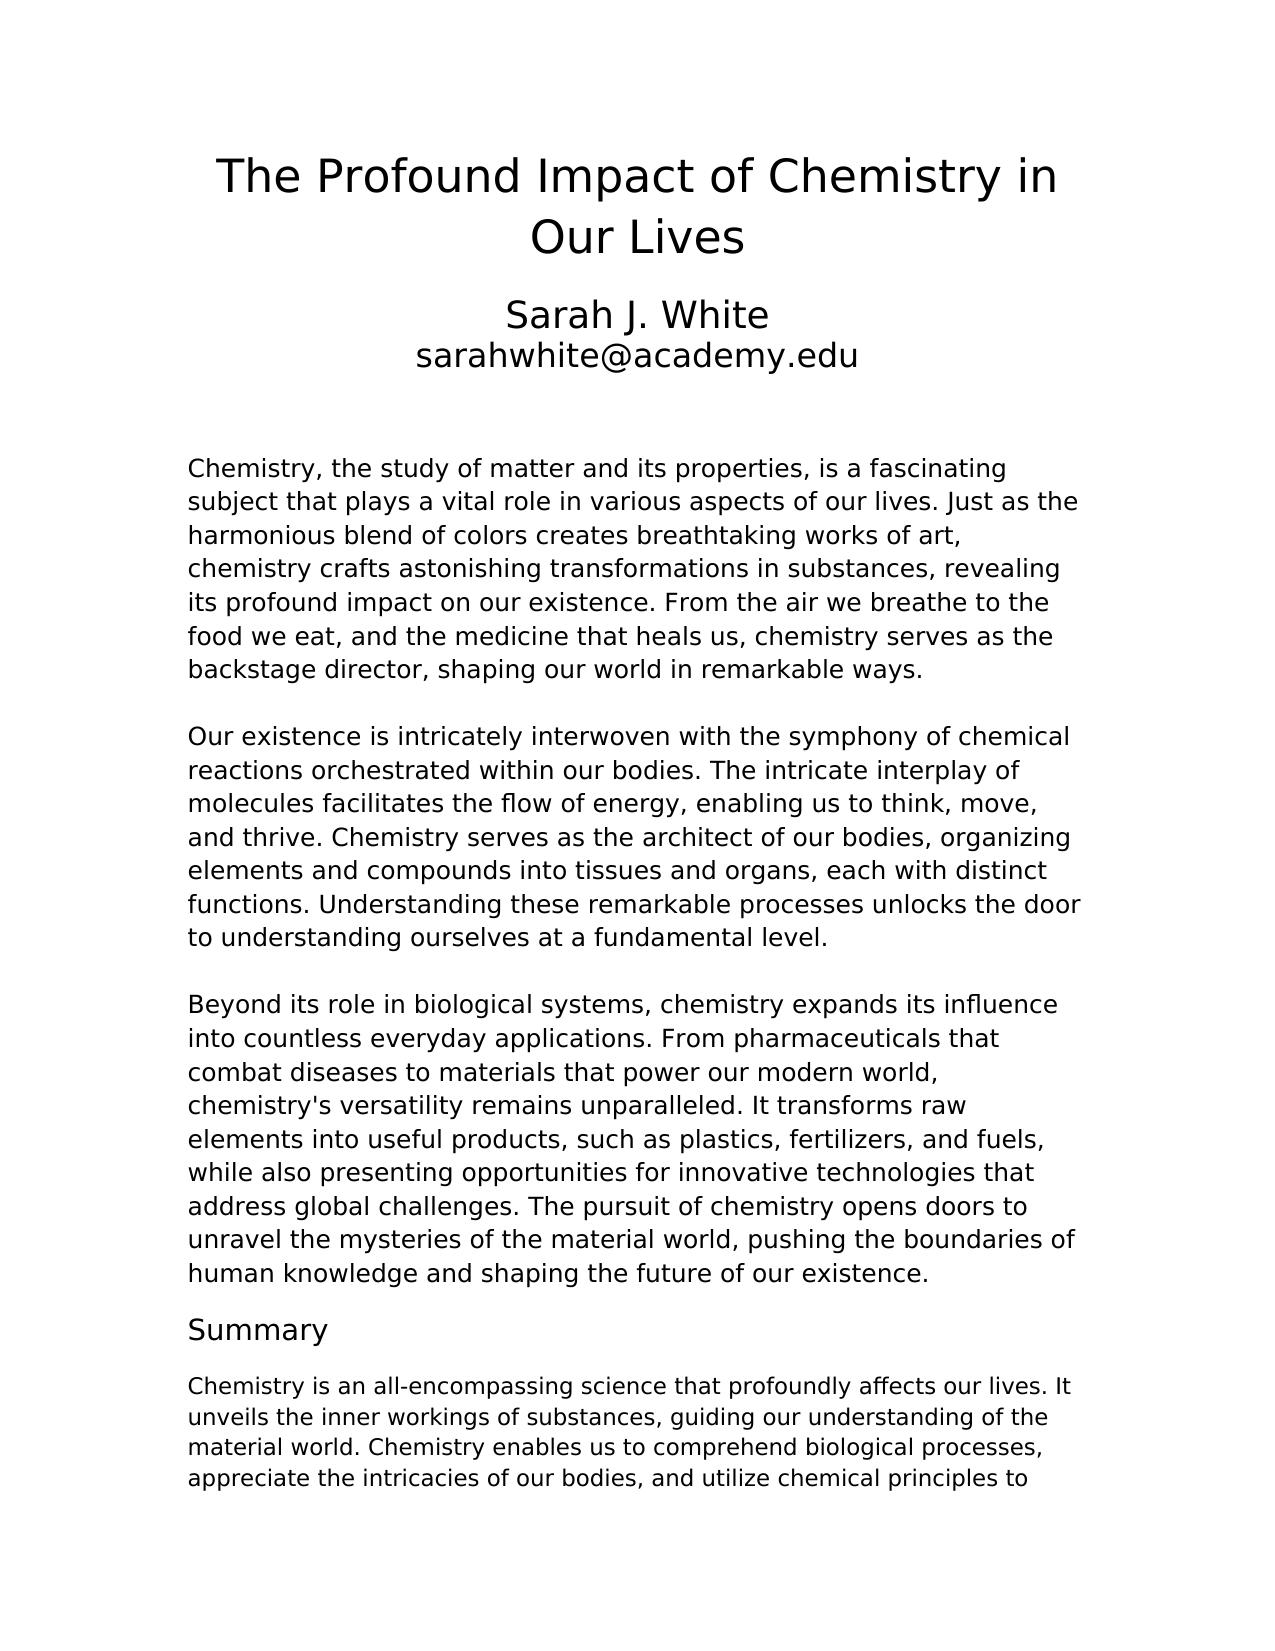 The Profound Impact of Chemistry in
Our Lives
Sarah J. White
sarahwhite@academy.edu
Chemistry, the study of matter and its properties, is a fascinating
subject that plays a vital role in various aspects of our lives. Just as the
harmonious blend of colors creates breathtaking works of art,
chemistry crafts astonishing transformations in substances, revealing
its profound impact on our existence. From the air we breathe to the
food we eat, and the medicine that heals us, chemistry serves as the
backstage director, shaping our world in remarkable ways.
Our existence is intricately interwoven with the symphony of chemical
reactions orchestrated within our bodies. The intricate interplay of
molecules facilitates the flow of energy, enabling us to think, move,
and thrive. Chemistry serves as the architect of our bodies, organizing
elements and compounds into tissues and organs, each with distinct
functions. Understanding these remarkable processes unlocks the door
to understanding ourselves at a fundamental level.
Beyond its role in biological systems, chemistry expands its influence
into countless everyday applications. From pharmaceuticals that
combat diseases to materials that power our modern world,
chemistry's versatility remains unparalleled. It transforms raw
elements into useful products, such as plastics, fertilizers, and fuels,
while also presenting opportunities for innovative technologies that
address global challenges. The pursuit of chemistry opens doors to
unravel the mysteries of the material world, pushing the boundaries of
human knowledge and shaping the future of our existence.
Summary
Chemistry is an all-encompassing science that profoundly affects our lives. It
unveils the inner workings of substances, guiding our understanding of the
material world. Chemistry enables us to comprehend biological processes,
appreciate the intricacies of our bodies, and utilize chemical principles to